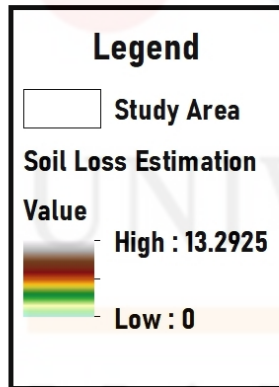 Legend
Study Area
Soil Loss Estimation
Value
High : 13.2925
Low : 0